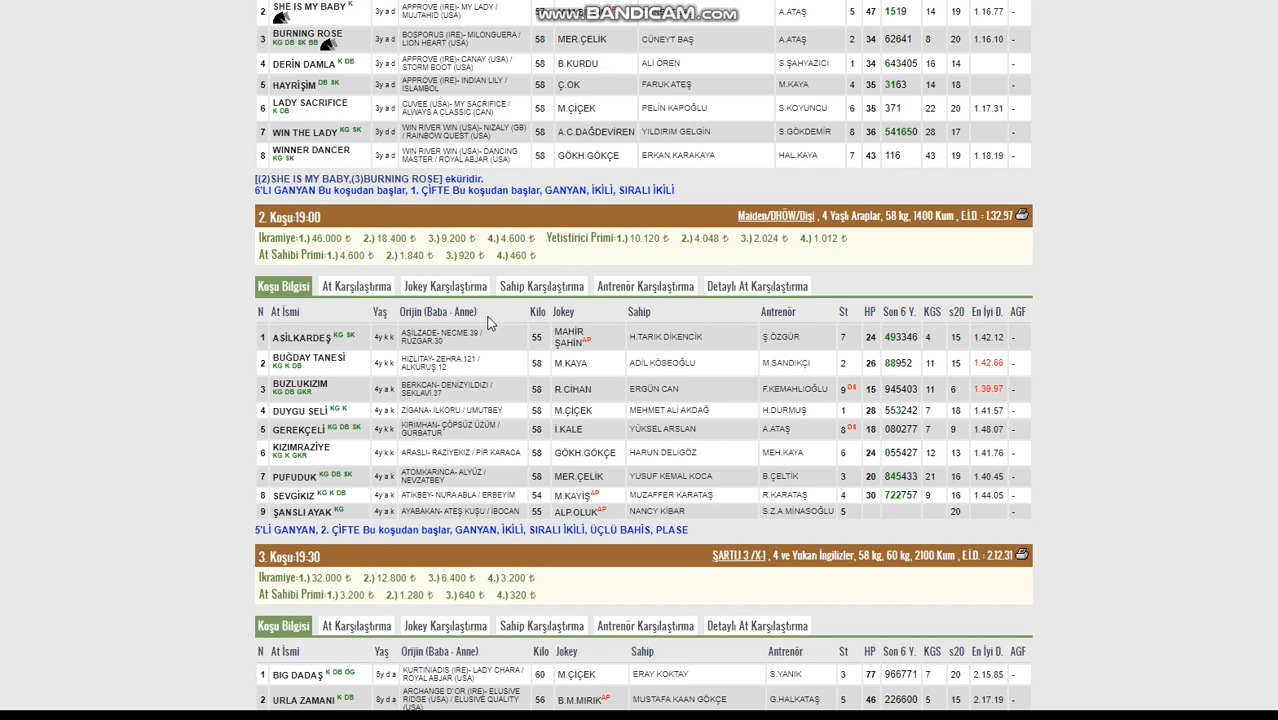 www.BANDICAM.com
2 SHE IS MY BABY K 3y a d APPROVE (IRE)- MY LADY / MUJTAHID (USA) A.ATAŞ 5 47 1519 14 19 1.16.77 -
3 BURNING ROSE KG DB SK BB 3y a d BOSPORUS (IRE)- MILONGUERA / LION HEART (USA) 58 MER.ÇELİK CÜNEYT BAŞ A.ATAŞ 2 34 62641 8 20 1.16.10 -
4 DERİN DAMLA K DB 3y a d APPROVE (IRE)- CANAY (USA) / STORM BOOT (USA) 58 B.KURDU ALİ ÖREN S.ŞAHYAZICI 1 34 643405 16 14 -
5 HAYRİŞİM DB SK 3y a d APPROVE (IRE)- INDIAN LILY / ISLAMBOL 58 Ç.OK FARUK ATEŞ M.KAYA 4 35 3163 14 18 -
6 LADY SACRIFICE K DB 3y a d CUVEE (USA)- MY SACRIFICE / ALWAYS A CLASSIC (CAN) 58 M.ÇİÇEK PELİN KAPOĞLU S.KOYUNCU 6 35 371 22 20 1.17.31 -
7 WIN THE LADY KG SK 3y d d WIN RIVER WIN (USA)- NIZALY (GB) / RAINBOW QUEST (USA) 58 A.C.DAĞDEVİREN YILDIRIM GELGİN S.GÖKDEMİR 8 36 541650 28 17 -
8 WINNER DANCER KG SK 3y a d WIN RIVER WIN (USA)- DANCING MASTER / ROYAL ABJAR (USA) 58 GÖKH.GÖKÇE ERKAN KARAKAYA HAL.KAYA 7 43 116 43 19 1.18.19 -
[(2)SHE IS MY BABY,(3)BURNING ROSE] eküridir.
6'LI GANYAN Bu koşudan başlar, 1. ÇİFTE Bu koşudan başlar, GANYAN, İKİLİ, SIRALI İKİLİ
2. Koşu:19:00 Maiden/DHÖW/Dişi , 4 Yaşlı Araplar, 58 kg, 1400 Kum , E.İ.D. : 1.32.97
İkramiye:1.) 46.000 ₺ 2.) 18.400 ₺ 3.) 9.200 ₺ 4.) 4.600 ₺ Yetistirici Primi:1.) 10.120 ₺ 2.) 4.048 ₺ 3.) 2.024 ₺ 4.) 1.012 ₺
At Sahibi Primi:1.) 4.600 ₺ 2.) 1.840 ₺ 3.) 920 ₺ 4.) 460 ₺
Koşu Bilgisi At Karşılaştırma Jokey Karşılaştırma Sahip Karşılaştırma Antrenör Karşılaştırma Detaylı At Karşılaştırma
N At İsmi Yaş Orijin (Baba - Anne) Kilo Jokey Sahip Antrenör St HP Son 6 Y. KGS s20 En İyi D. AGF
1 ASİLKARDEŞ KG SK 4y k k ASİLZADE- NECME.39 / RÜZGAR.30 55 MAHİR ŞAHİN AP H.TARIK DİKENCİK Ş.ÖZGÜR 7 24 493346 4 15 1.42.12 -
2 BUĞDAY TANESİ KG K DB 4y k k HIZLITAY- ZEHRA.121 / ALKURUŞ.12 58 M.KAYA ADİL KÖSEOĞLU M.SANDIKÇI 2 26 88952 11 15 1.42.66 -
3 BUZLUKIZIM KG DB GKR 4y a k BERKCAN- DENİZYILDIZI / SEKLAVİ.37 58 R.CİHAN ERGÜN CAN F.KEMAHLIOĞLU 9 DS 15 945403 11 6 1.39.97 -
4 DUYGU SELİ KG K 4y a k ZİGANA- İLKORU / UMUTBEY 58 M.ÇİÇEK MEHMET ALİ AKDAĞ H.DURMUŞ 1 28 553242 7 18 1.41.57 -
5 GEREKÇELİ KG DB SK 4y a k KIRIMHAN- ÇÖPSÜZ ÜZÜM / GÜRBATUR 58 İ.KALE YÜKSEL ARSLAN A.ATAŞ 8 DS 18 080277 7 9 1.48.07 -
6 KIZIMRAZİYE KG K GKR 4y k k ARASLI- RAZİYEKIZ / PİR KARACA 58 GÖKH.GÖKÇE HARUN DELİGÖZ MEH.KAYA 6 24 055427 12 13 1.41.76 -
7 PUFUDUK KG DB SK 4y a k ATOMKARINCA- ALYÜZ / NEVZATBEY 58 MER.ÇELİK YUSUF KEMAL KOCA B.ÇELTİK 3 20 845433 21 16 1.40.45 -
8 SEVGİKIZ KG K DB 4y a k ATİKBEY- NURA ABLA / ERBEYİM 54 M.KAYİŞ AP MUZAFFER KARATAŞ R.KARATAŞ 4 30 722757 9 16 1.44.05 -
9 ŞANSLI AYAK KG 4y a k AYABAKAN- ATEŞ KUŞU / İBOCAN 55 ALP.OLUK AP NANCY KİBAR S.Z.A.MİNASOĞLU 5 20 -
5'Lİ GANYAN, 2. ÇİFTE Bu koşudan başlar, GANYAN, İKİLİ, SIRALI İKİLİ, ÜÇLÜ BAHİS, PLASE
3. Koşu:19:30 ŞARTLI 3 /X-1 , 4 ve Yukarı İngilizler, 58 kg, 60 kg, 2100 Kum , E.İ.D. : 2.12.31
İkramiye:1.) 32.000 ₺ 2.) 12.800 ₺ 3.) 6.400 ₺ 4.) 3.200 ₺
At Sahibi Primi:1.) 3.200 ₺ 2.) 1.280 ₺ 3.) 640 ₺ 4.) 320 ₺
Koşu Bilgisi At Karşılaştırma Jokey Karşılaştırma Sahip Karşılaştırma Antrenör Karşılaştırma Detaylı At Karşılaştırma
N At İsmi Yaş Orijin (Baba - Anne) Kilo Jokey Sahip Antrenör St HP Son 6 Y. KGS s20 En İyi D. AGF
1 BIG DADAŞ K DB ÖG 5y d a KURTINIADIS (IRE)- LADY CHARA / ROYAL ABJAR (USA) 60 M.ÇİÇEK ERAY KOKTAY S.YANIK 3 77 966771 7 20 2.15.85 -
2 URLA ZAMANI K DB 8y d a ARCHANGE D'OR (IRE)- ELUSIVE RIDGE (USA) / ELUSIVE QUALITY (USA) 56 B.M.MIRIK AP MUSTAFA KAAN GÖKÇE G.HALKATAŞ 5 46 226600 5 15 2.17.19 -